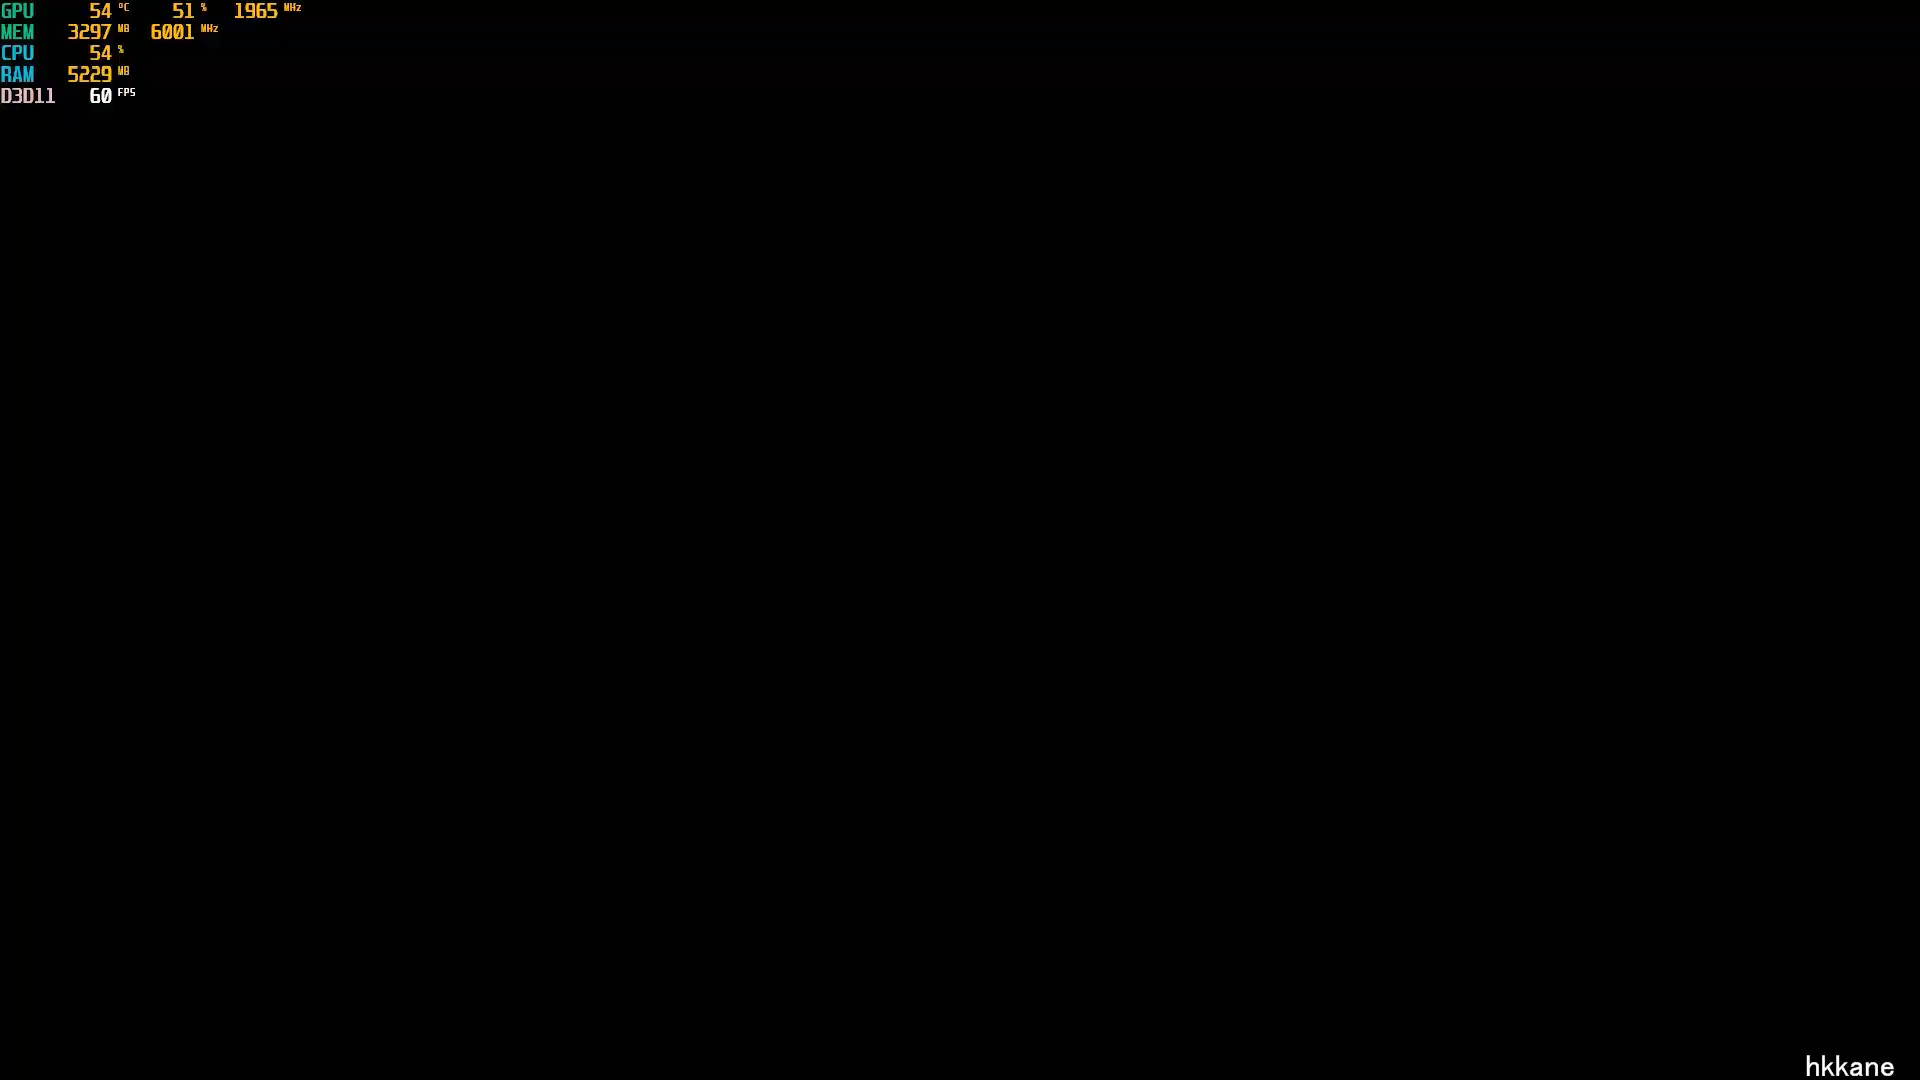 GPU 54 °C 51 % 1965 MHz
MEM 3297 MB 6001 MHz
CPU 54 %
RAM 5229 MB
D3D11 60 FPS
hkkane